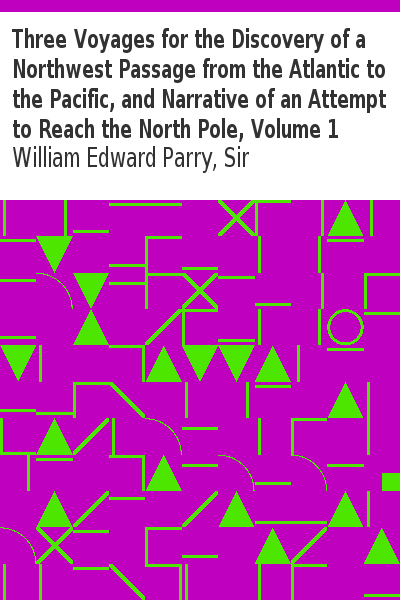 Three Voyages for the Discovery of a
Northwest Passage from the Atlantic to
the Pacific, and Narrative of an Attempt
to Reach the North Pole, Volume 1
William Edward Parry, Sir